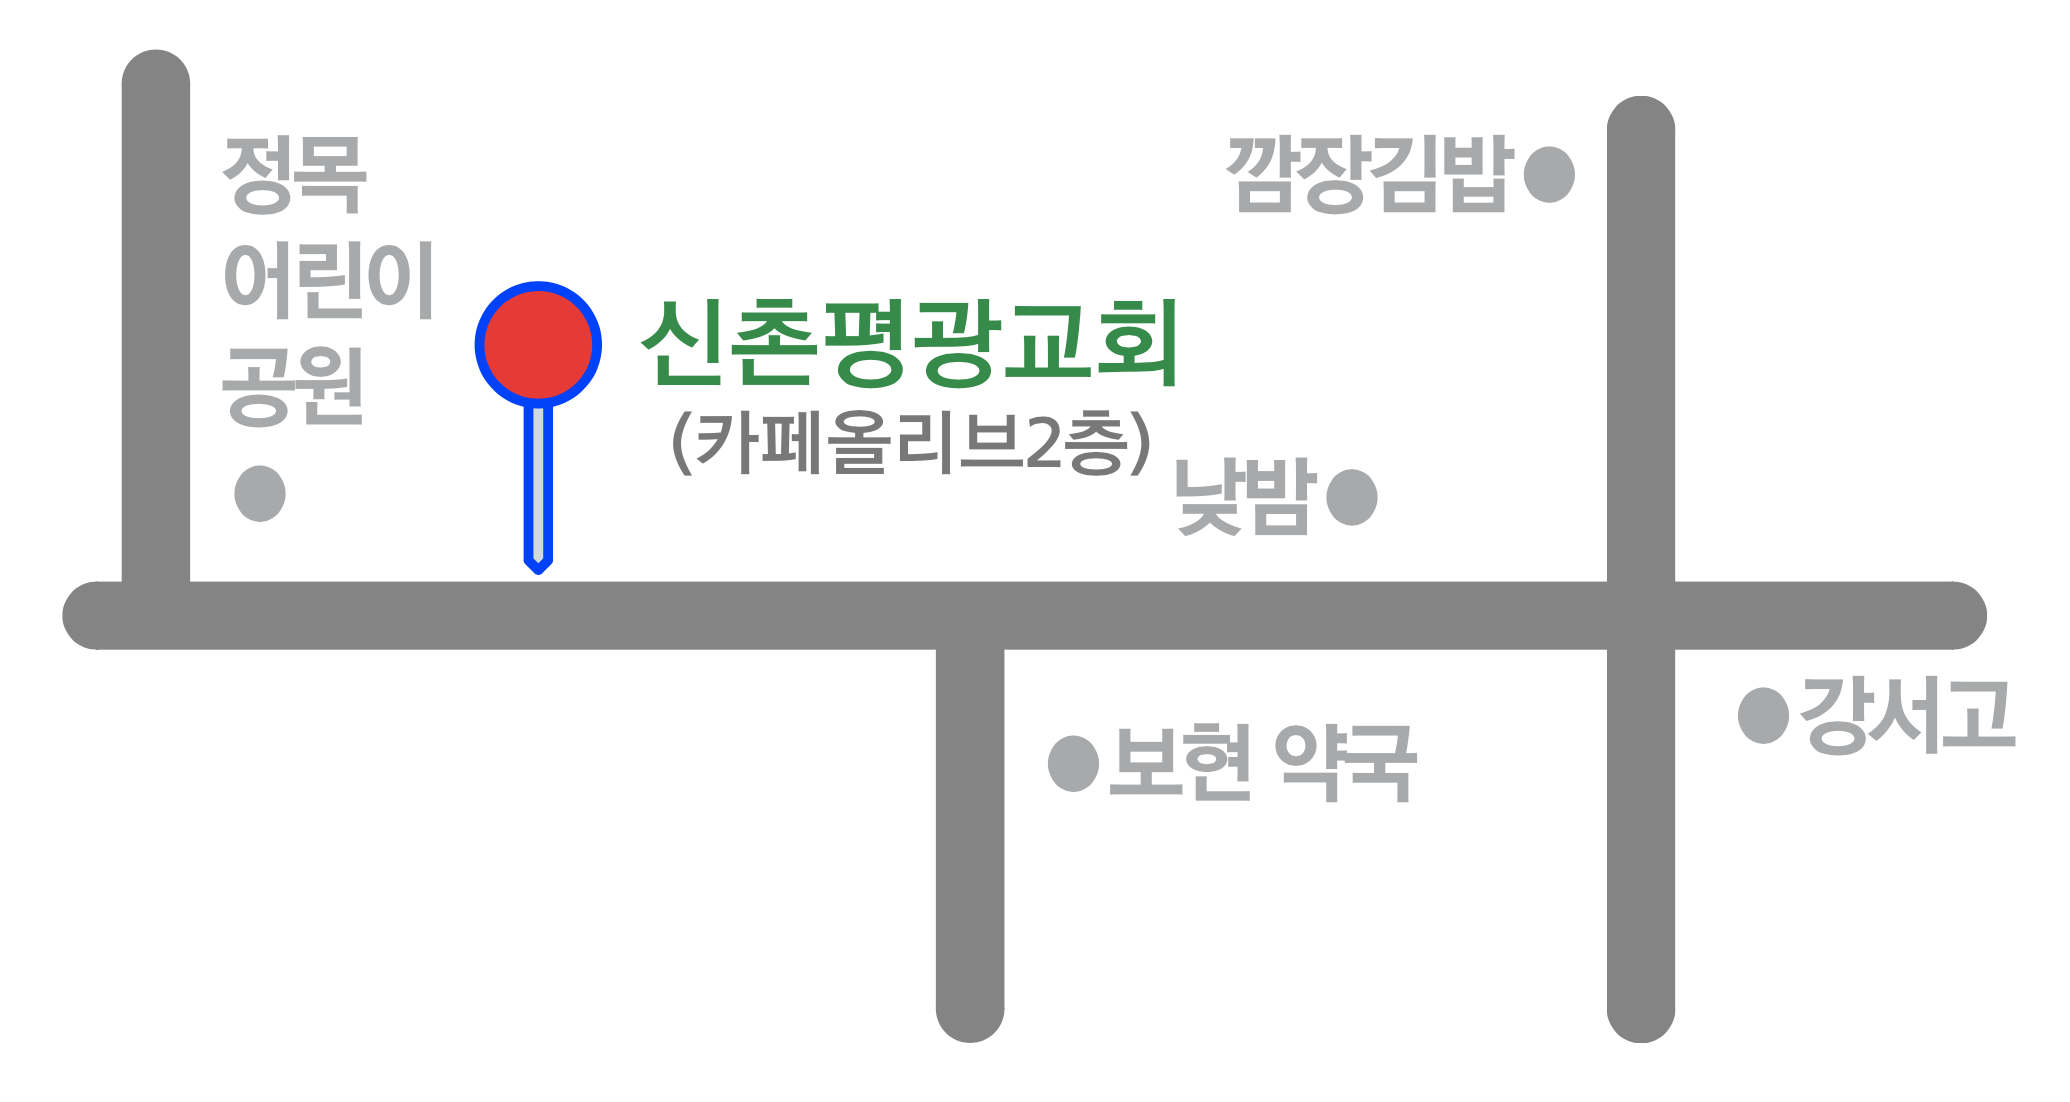 정목
어린이
공원
깜장김밥
신촌평광교회
(카페올리브2층)
낮밤
보현 약국
강서고